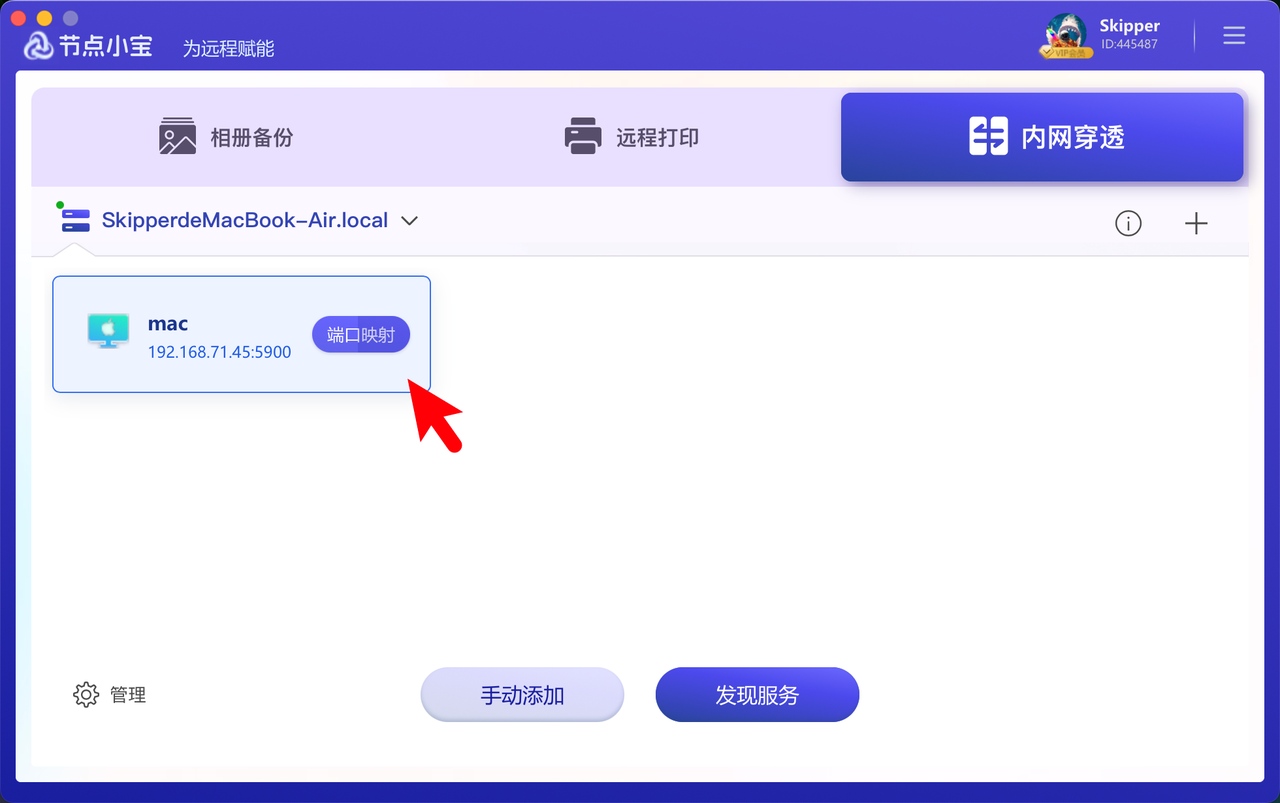 节点小宝 为远程赋能
Skipper
ID:445487
VIP会员
相册备份 远程打印 内网穿透
SkipperdeMacBook-Air.local
mac
192.168.71.45:5900
端口映射
管理 手动添加 发现服务